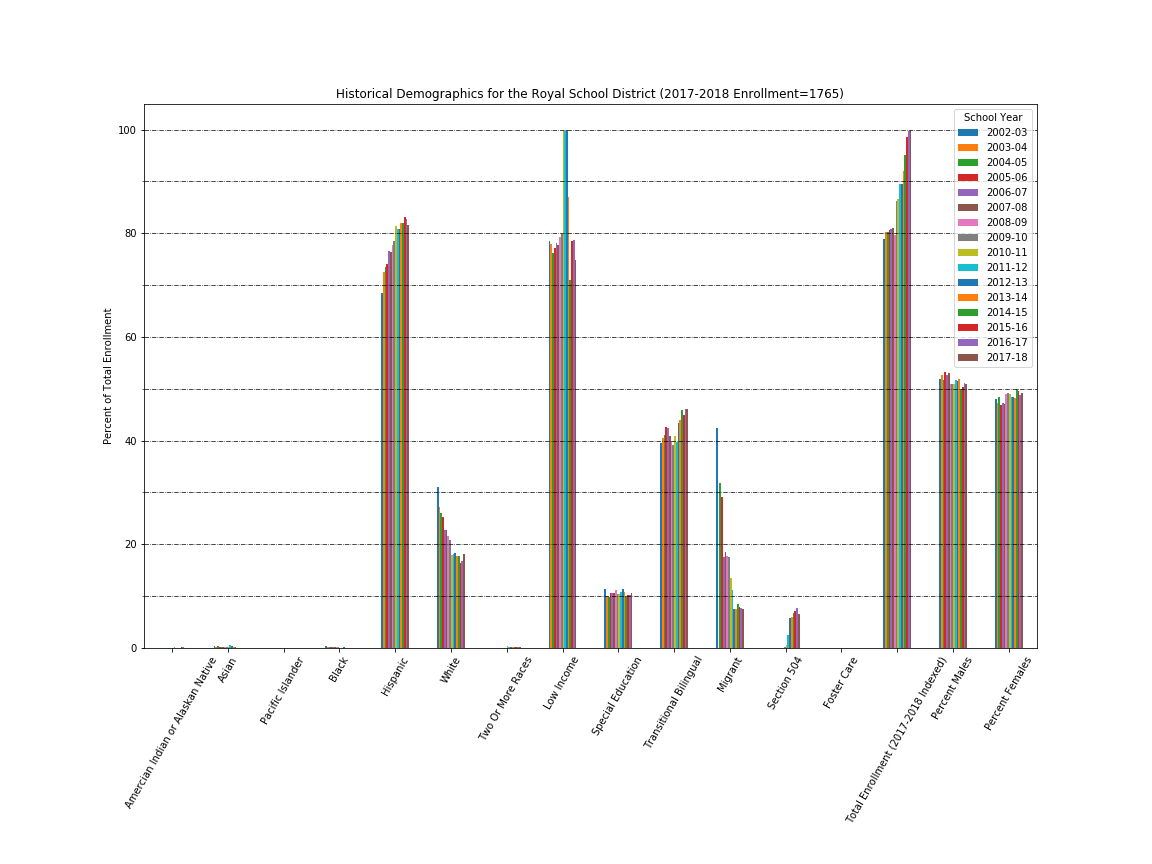 Historical Demographics for the Royal School District (2017-2018 Enrollment=1765)
Percent of Total Enrollment
100
80
60
40
20
0
School Year
2002-03
2003-04
2004-05
2005-06
2006-07
2007-08
2008-09
2009-10
2010-11
2011-12
2012-13
2013-14
2014-15
2015-16
2016-17
2017-18
Amercian Indian or Alaskan Native
Asian
Pacific Islander
Black
Hispanic
White
Two Or More Races
Low Income
Special Education
Transitional Bilingual
Migrant
Section 504
Foster Care
Total Enrollment (2017-2018 Indexed)
Percent Males
Percent Females